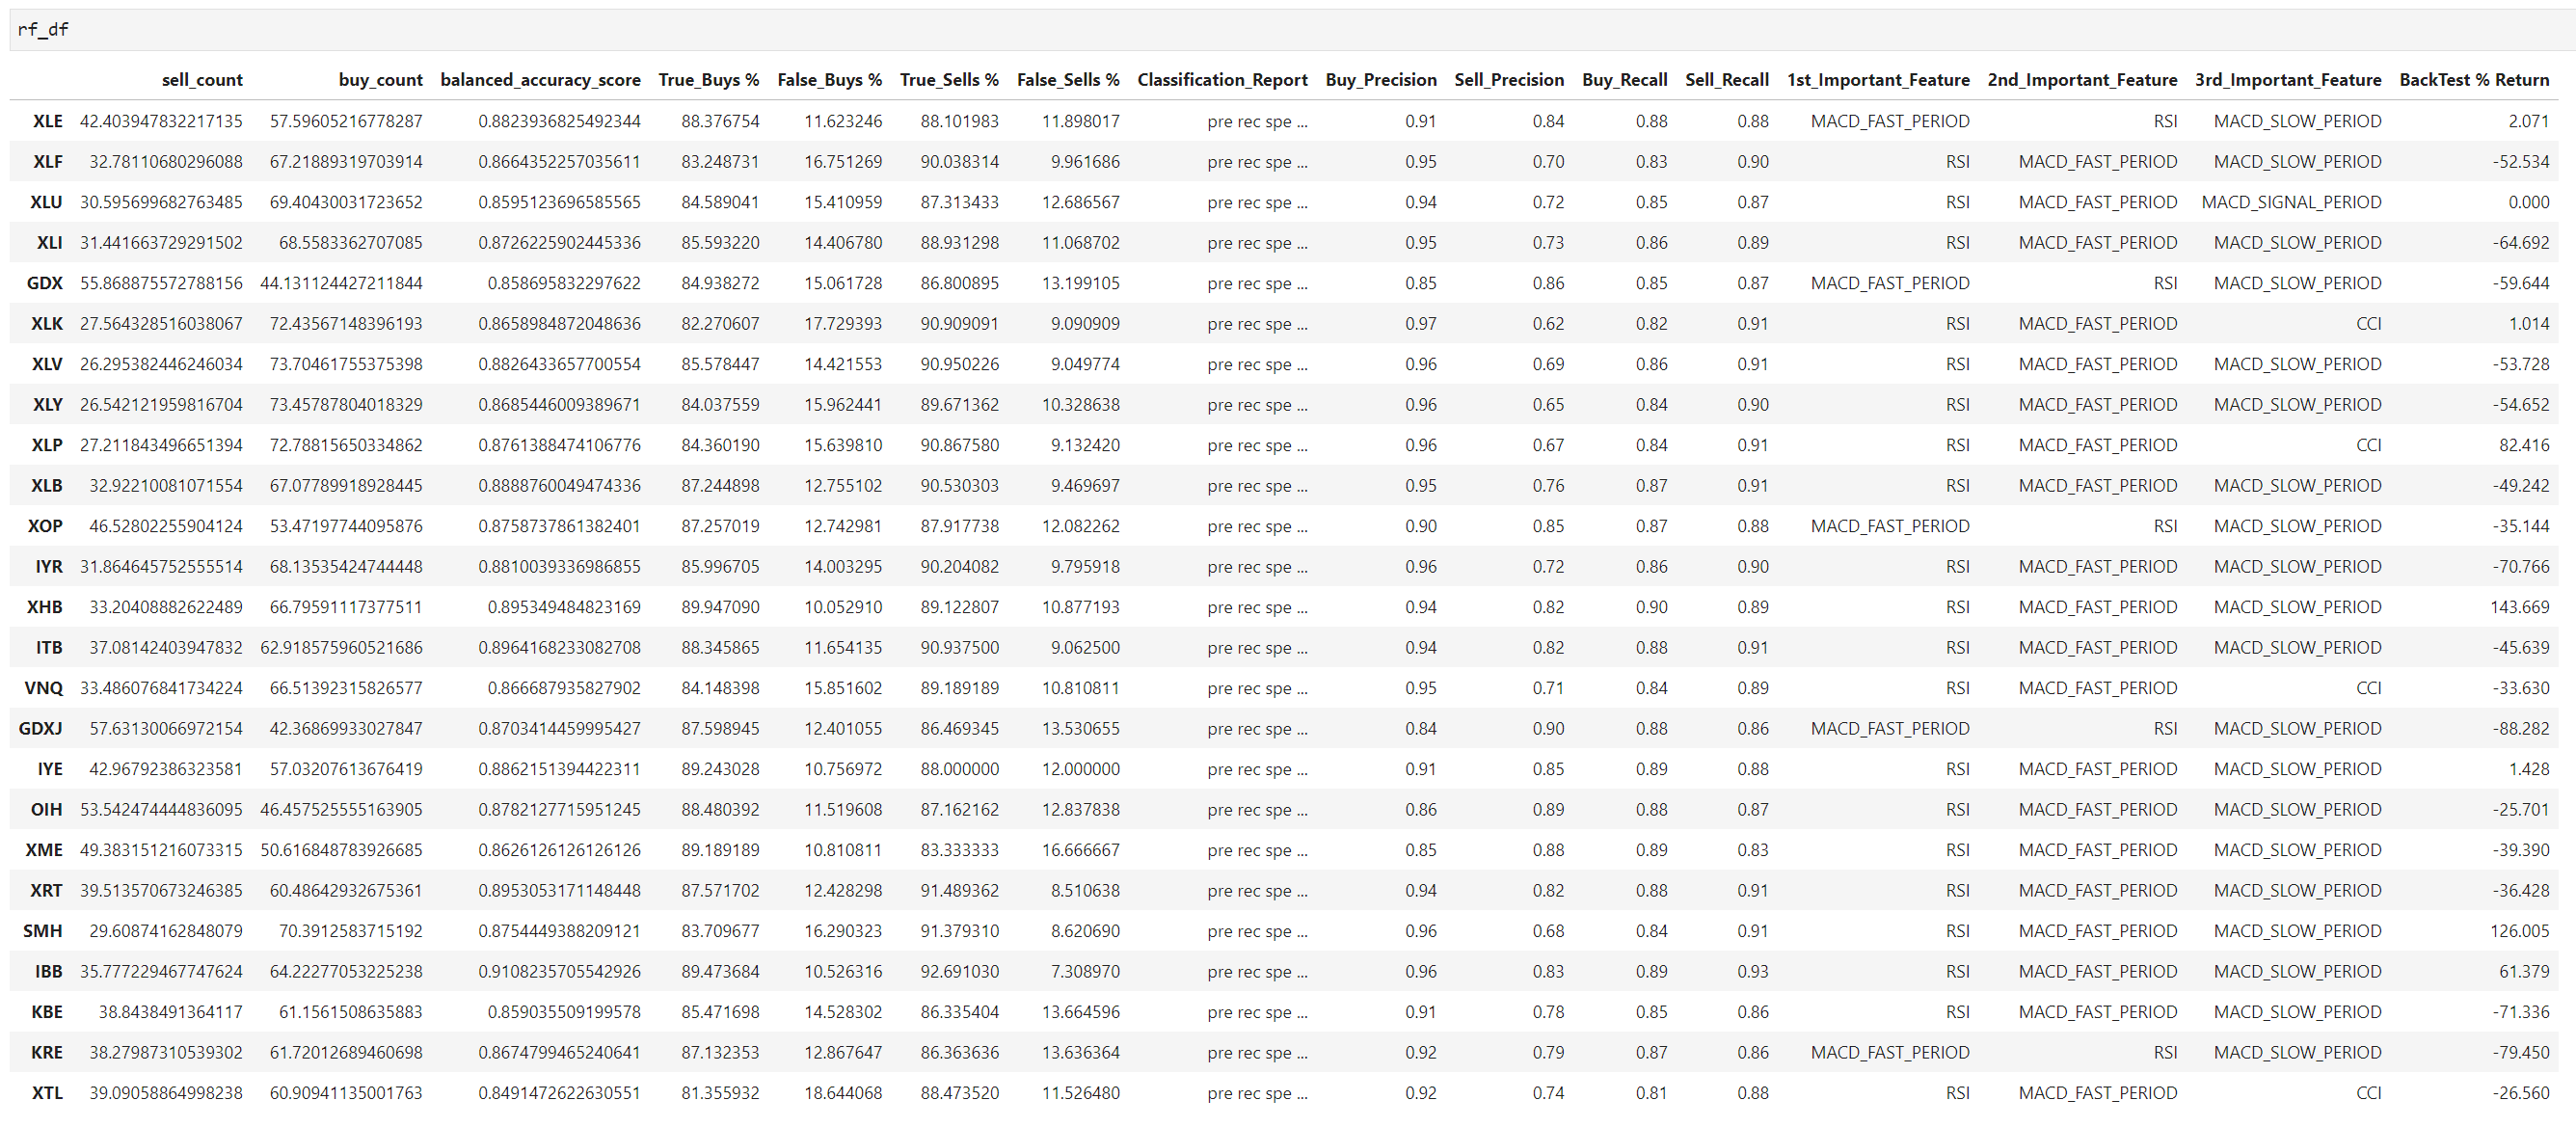 rf_df
sell_count buy_count balanced_accuracy_score True_Buys % False_Buys % True_Sells % False_Sells % Classification_Report Buy_Precision Sell_Precision Buy_Recall Sell_Recall 1st_Important_Feature 2nd_Important_Feature 3rd_Important_Feature BackTest % Return
XLE 42.403947832217135 57.59605216778287 0.8823936825492344 88.376754 11.623246 88.101983 11.898017 pre rec spe ... 0.91 0.84 0.88 0.88 MACD_FAST_PERIOD RSI MACD_SLOW_PERIOD 2.071
XLF 32.78110680296088 67.21889319703914 0.8664352257035611 83.248731 16.751269 90.038314 9.961686 pre rec spe ... 0.95 0.70 0.83 0.90 RSI MACD_FAST_PERIOD MACD_SLOW_PERIOD -52.534
XLU 30.595699682763485 69.40430031723652 0.8595123696585565 84.589041 15.410959 87.313433 12.686567 pre rec spe ... 0.94 0.72 0.85 0.87 RSI MACD_FAST_PERIOD MACD_SIGNAL_PERIOD 0.000
XLI 31.441663729291502 68.5583362707085 0.8726225902445336 85.593220 14.406780 88.931298 11.068702 pre rec spe ... 0.95 0.73 0.86 0.89 RSI MACD_FAST_PERIOD MACD_SLOW_PERIOD -64.692
GDX 55.868875572788156 44.131124427211844 0.858695832297622 84.938272 15.061728 86.800895 13.199105 pre rec spe ... 0.85 0.86 0.85 0.87 MACD_FAST_PERIOD RSI MACD_SLOW_PERIOD -59.644
XLK 27.564328516038067 72.43567148396193 0.8658984872048636 82.270607 17.729393 90.909091 9.090909 pre rec spe ... 0.97 0.62 0.82 0.91 RSI MACD_FAST_PERIOD CCI 1.014
XLV 26.295382446246034 73.70461755375398 0.8826433657700554 85.578447 14.421553 90.950226 9.049774 pre rec spe ... 0.96 0.69 0.86 0.91 RSI MACD_FAST_PERIOD MACD_SLOW_PERIOD -53.728
XLY 26.542121959816704 73.45787804018329 0.8685446009389671 84.037559 15.962441 89.671362 10.328638 pre rec spe ... 0.96 0.65 0.84 0.90 RSI MACD_FAST_PERIOD MACD_SLOW_PERIOD -54.652
XLP 27.211843496651394 72.78815650334862 0.8761388474106776 84.360190 15.639810 90.867580 9.132420 pre rec spe ... 0.96 0.67 0.84 0.91 RSI MACD_FAST_PERIOD CCI 82.416
XLB 32.92210081071554 67.07789918928445 0.8888760049474336 87.244898 12.755102 90.530303 9.469697 pre rec spe ... 0.95 0.76 0.87 0.91 RSI MACD_FAST_PERIOD MACD_SLOW_PERIOD -49.242
XOP 46.52802255904124 53.47197744095876 0.8758737861382401 87.257019 12.742981 87.917738 12.082262 pre rec spe ... 0.90 0.85 0.87 0.88 MACD_FAST_PERIOD RSI MACD_SLOW_PERIOD -35.144
IYR 31.864645752555514 68.13535424744448 0.8810039336986855 85.996705 14.003295 90.204082 9.795918 pre rec spe ... 0.96 0.72 0.86 0.90 RSI MACD_FAST_PERIOD MACD_SLOW_PERIOD -70.766
XHB 33.20408882622489 66.79591117377511 0.895349484823169 89.947090 10.052910 89.122807 10.877193 pre rec spe ... 0.94 0.82 0.90 0.89 RSI MACD_FAST_PERIOD MACD_SLOW_PERIOD 143.669
ITB 37.08142403947832 62.918575960521686 0.8964168233082708 88.345865 11.654135 90.937500 9.062500 pre rec spe ... 0.94 0.82 0.88 0.91 RSI MACD_FAST_PERIOD MACD_SLOW_PERIOD -45.639
VNQ 33.486076841734224 66.51392315826577 0.866687935827902 84.148398 15.851602 89.189189 10.810811 pre rec spe ... 0.95 0.71 0.84 0.89 RSI MACD_FAST_PERIOD CCI -33.630
GDXJ 57.63130066972154 42.36869933027847 0.8703414459995427 87.598945 12.401055 86.469345 13.530655 pre rec spe ... 0.84 0.90 0.88 0.86 MACD_FAST_PERIOD RSI MACD_SLOW_PERIOD -88.282
IYE 42.96792386323581 57.03207613676419 0.8862151394422311 89.243028 10.756972 88.000000 12.000000 pre rec spe ... 0.91 0.85 0.89 0.88 RSI MACD_FAST_PERIOD MACD_SLOW_PERIOD 1.428
OIH 53.542474444836095 46.457525555163905 0.8782127715951245 88.480392 11.519608 87.162162 12.837838 pre rec spe ... 0.86 0.89 0.88 0.87 RSI MACD_FAST_PERIOD MACD_SLOW_PERIOD -25.701
XME 49.383151216073315 50.616848783926685 0.8626126126126126 89.189189 10.810811 83.333333 16.666667 pre rec spe ... 0.85 0.88 0.89 0.83 RSI MACD_FAST_PERIOD MACD_SLOW_PERIOD -39.390
XRT 39.513570673246385 60.48642932675361 0.8953053171148448 87.571702 12.428298 91.489362 8.510638 pre rec spe ... 0.94 0.82 0.88 0.91 RSI MACD_FAST_PERIOD MACD_SLOW_PERIOD -36.428
SMH 29.60874162848079 70.3912583715192 0.8754449388209121 83.709677 16.290323 91.379310 8.620690 pre rec spe ... 0.96 0.68 0.84 0.91 RSI MACD_FAST_PERIOD MACD_SLOW_PERIOD 126.005
IBB 35.777229467747624 64.22277053225238 0.9108235705542926 89.473684 10.526316 92.691030 7.308970 pre rec spe ... 0.96 0.83 0.89 0.93 RSI MACD_FAST_PERIOD MACD_SLOW_PERIOD 61.379
KBE 38.8438491364117 61.1561508635883 0.859035509199578 85.471698 14.528302 86.335404 13.664596 pre rec spe ... 0.91 0.78 0.85 0.86 RSI MACD_FAST_PERIOD MACD_SLOW_PERIOD -71.336
KRE 38.27987310539302 61.72012689460698 0.8674799465240641 87.132353 12.867647 86.363636 13.636364 pre rec spe ... 0.92 0.79 0.87 0.86 MACD_FAST_PERIOD RSI MACD_SLOW_PERIOD -79.450
XTL 39.09058864998238 60.90941135001763 0.8491472622630551 81.355932 18.644068 88.473520 11.526480 pre rec spe ... 0.92 0.74 0.81 0.88 RSI MACD_FAST_PERIOD CCI -26.560